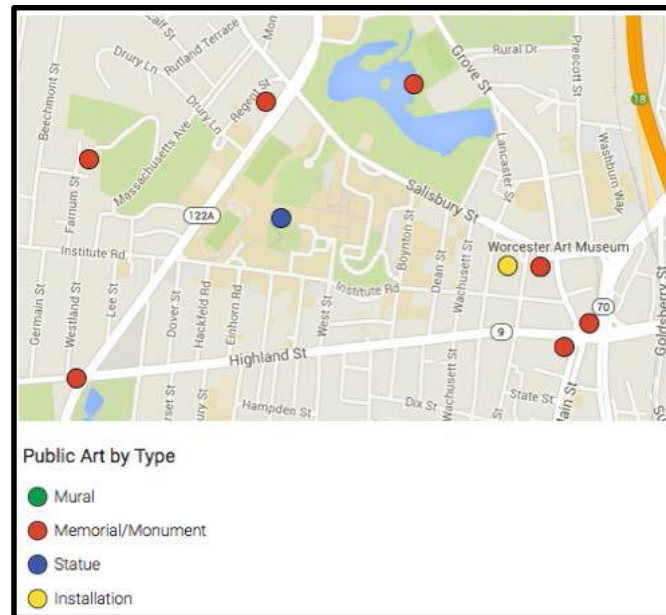 Beechmont St
Drury Ln
Rutland Terrace
Drury Ln
Regent St
Massachusetts Ave
Farnum St
122A
Grove St
Rural Dr
Prescott St
18
Lancaster St
Washburn Way
Salisbury St
Worcester Art Museum
Institute Rd
Germain St
Westland St
Lee St
Dover St
Hackfeld Rd
Einhorn Rd
West St
Institute Rd
Boynton St
Dean St
Wachusett St
Wachusett St
70
9
Goldsberry St
Highland St
Hampden St
Dix St
State St
Main St
Public Art by Type
Mural
Memorial/Monument
Statue
Installation